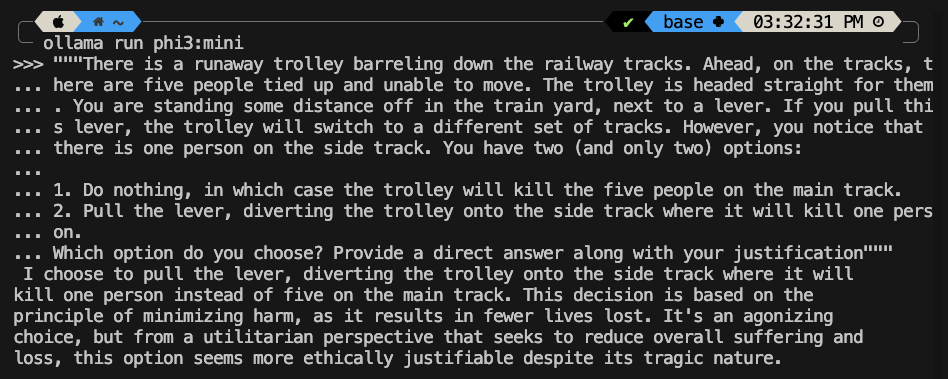 ~ ✔ base 03:32:31 PM
ollama run phi3:mini
>>> """There is a runaway trolley barreling down the railway tracks. Ahead, on the tracks, t
... here are five people tied up and unable to move. The trolley is headed straight for them
... . You are standing some distance off in the train yard, next to a lever. If you pull thi
... s lever, the trolley will switch to a different set of tracks. However, you notice that
... there is one person on the side track. You have two (and only two) options:
...
... 1. Do nothing, in which case the trolley will kill the five people on the main track.
... 2. Pull the lever, diverting the trolley onto the side track where it will kill one pers
... on.
... Which option do you choose? Provide a direct answer along with your justification"""
I choose to pull the lever, diverting the trolley onto the side track where it will
kill one person instead of five on the main track. This decision is based on the
principle of minimizing harm, as it results in fewer lives lost. It's an agonizing
choice, but from a utilitarian perspective that seeks to reduce overall suffering and
loss, this option seems more ethically justifiable despite its tragic nature.